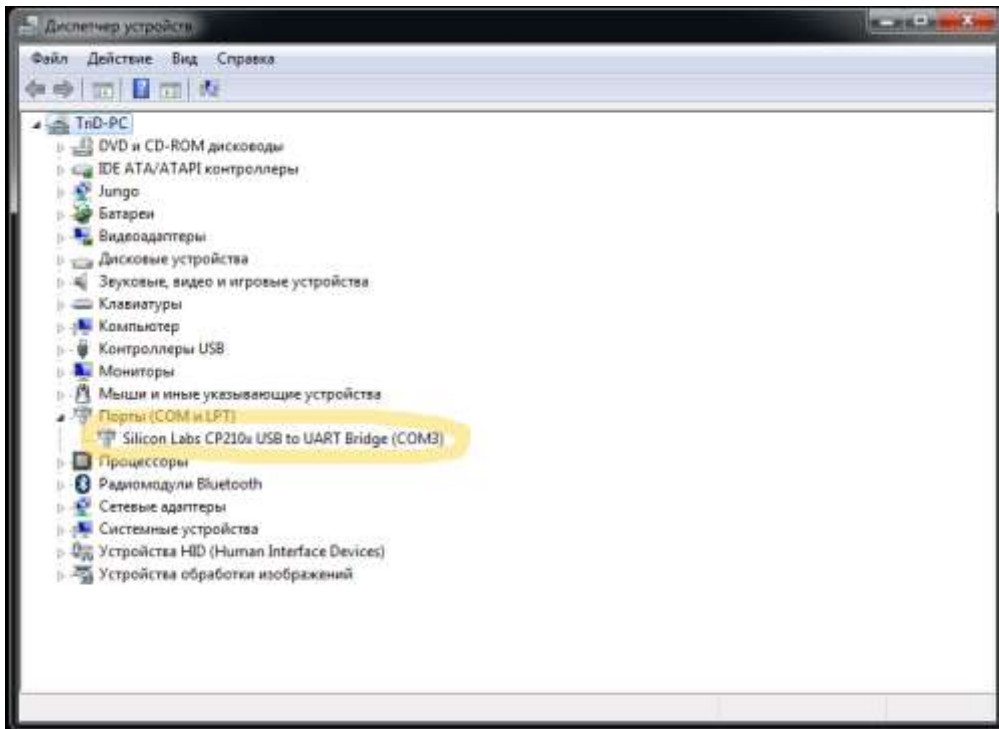 Диспетчер устройств
Файл Действие Вид Справка
TriD-PC
DVD и CD-ROM дисководы
IDE ATA/ATAPI контроллеры
Jungo
Батареи
Видеоадаптеры
Дисковые устройства
Звуковые, видео и игровые устройства
Клавиатуры
Компьютер
Контроллеры USB
Мониторы
Мыши и иные указывающие устройства
Порты (COM и LPT)
Silicon Labs CP210x USB to UART Bridge (COM3)
Процессоры
Радиомодули Bluetooth
Сетевые адаптеры
Системные устройства
Устройства HID (Human Interface Devices)
Устройства обработки изображений